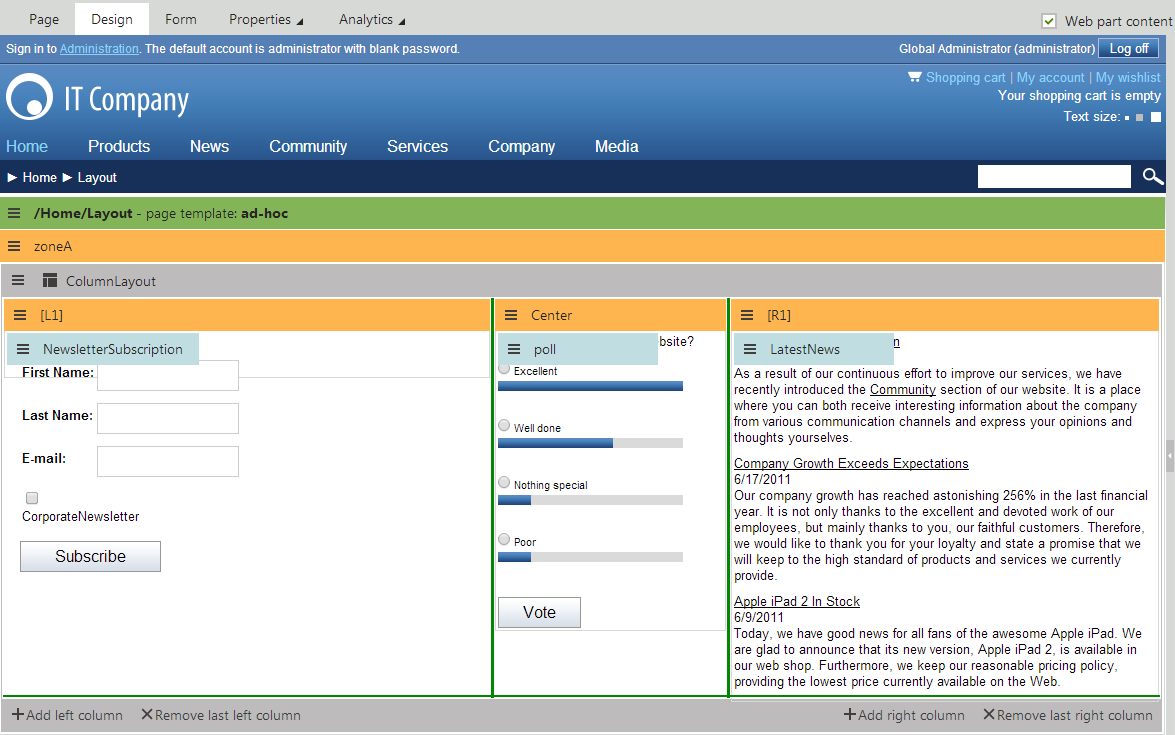 Page Design Form Properties Analytics Web part content
Sign in to Administration. The default account is administrator with blank password. Global Administrator (administrator) Log off
Shopping cart | My account | My wishlist
Your shopping cart is empty
IT Company
Text size:
Home Products News Community Services Company Media
Home Layout
/Home/Layout - page template: ad-hoc
zoneA
ColumnLayout
[L1]
NewsletterSubscription
First Name:
Last Name:
E-mail:
CorporateNewsletter
Subscribe
Center
bsite?
poll
Excellent
Well done
Nothing special
Poor
Vote
[R1]
LatestNews
As a result of our continuous effort to improve our services, we have
recently introduced the Community section of our website. It is a place
where you can both receive interesting information about the company
from various communication channels and express your opinions and
thoughts yourselves.
Company Growth Exceeds Expectations
6/17/2011
Our company growth has reached astonishing 256% in the last financial
year. It is not only thanks to the excellent and devoted work of our
employees, but mainly thanks to you, our faithful customers. Therefore,
we would like to thank you for your loyalty and state a promise that we
will keep to the high standard of products and services we currently
provide.
Apple iPad 2 In Stock
6/9/2011
Today, we have good news for all fans of the awesome Apple iPad. We
are glad to announce that its new version, Apple iPad 2, is available in
our web shop. Furthermore, we keep our reasonable pricing policy,
providing the lowest price currently available on the Web.
Add left column Remove last left column Add right column Remove last right column